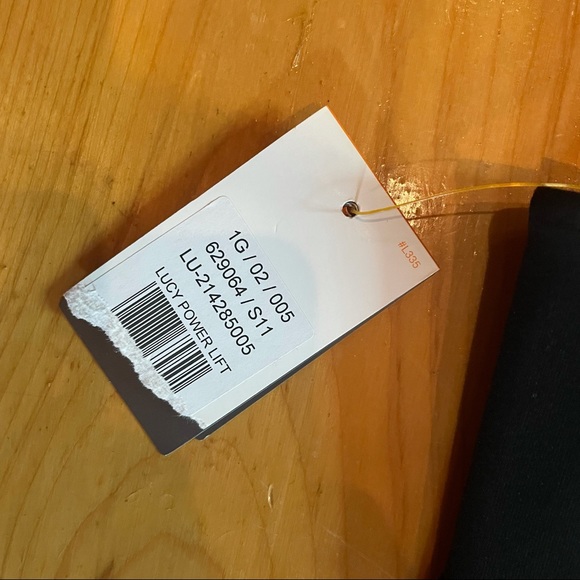 1G / 02 / 005
629064 / S11
LU-214285005
LUCY POWER LIFT
#L335